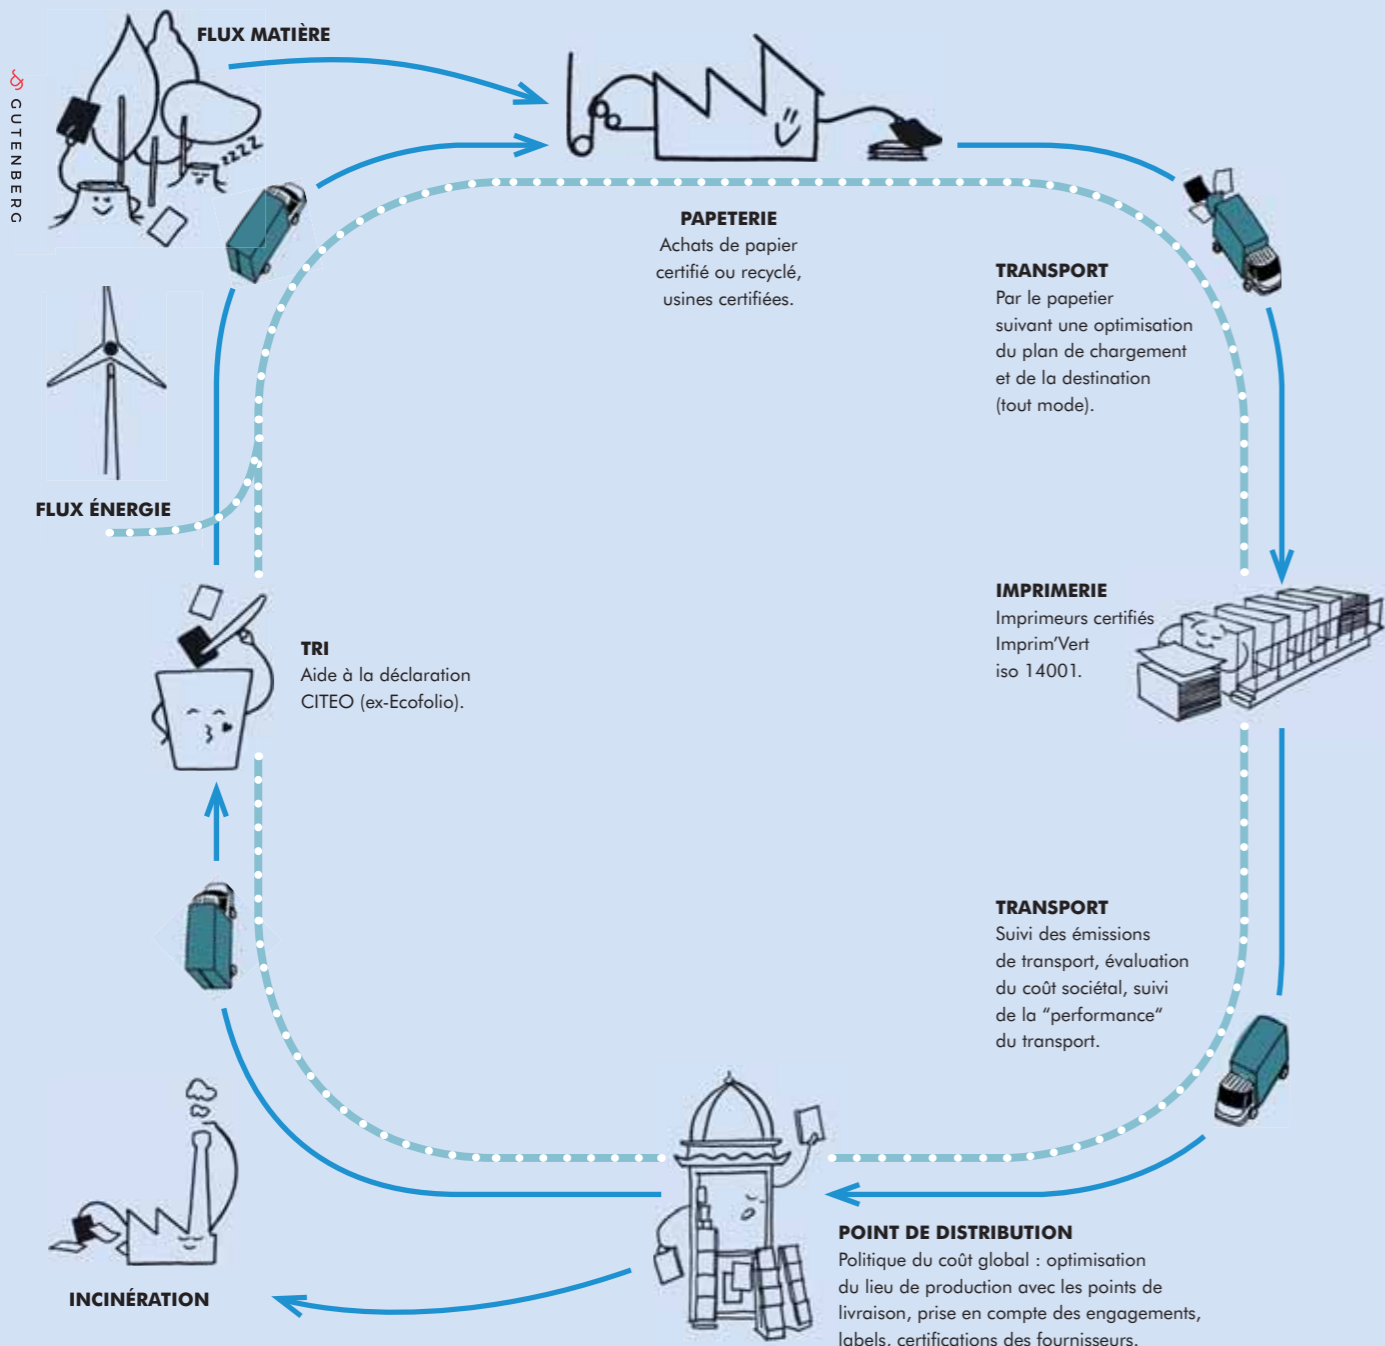 FLUX MATIÈRE
GUTENBERG
zzzz
PAPETERIE
Achats de papier
certifié ou recyclé,
usines certifiées.
TRANSPORT
Par le papetier
suivant une optimisation
du plan de chargement
et de la destination
(tout mode).
FLUX ÉNERGIE
IMPRIMERIE
Imprimeurs certifiés
Imprim’Vert
iso 14001.
TRI
Aide à la déclaration
CITEO (ex-Ecofolio).
TRANSPORT
Suivi des émissions
de transport, évaluation
du coût sociétal, suivi
de la “performance“
du transport.
POINT DE DISTRIBUTION
Politique du coût global : optimisation
du lieu de production avec les points de
livraison, prise en compte des engagements,
labels, certifications des fournisseurs.
INCINÉRATION